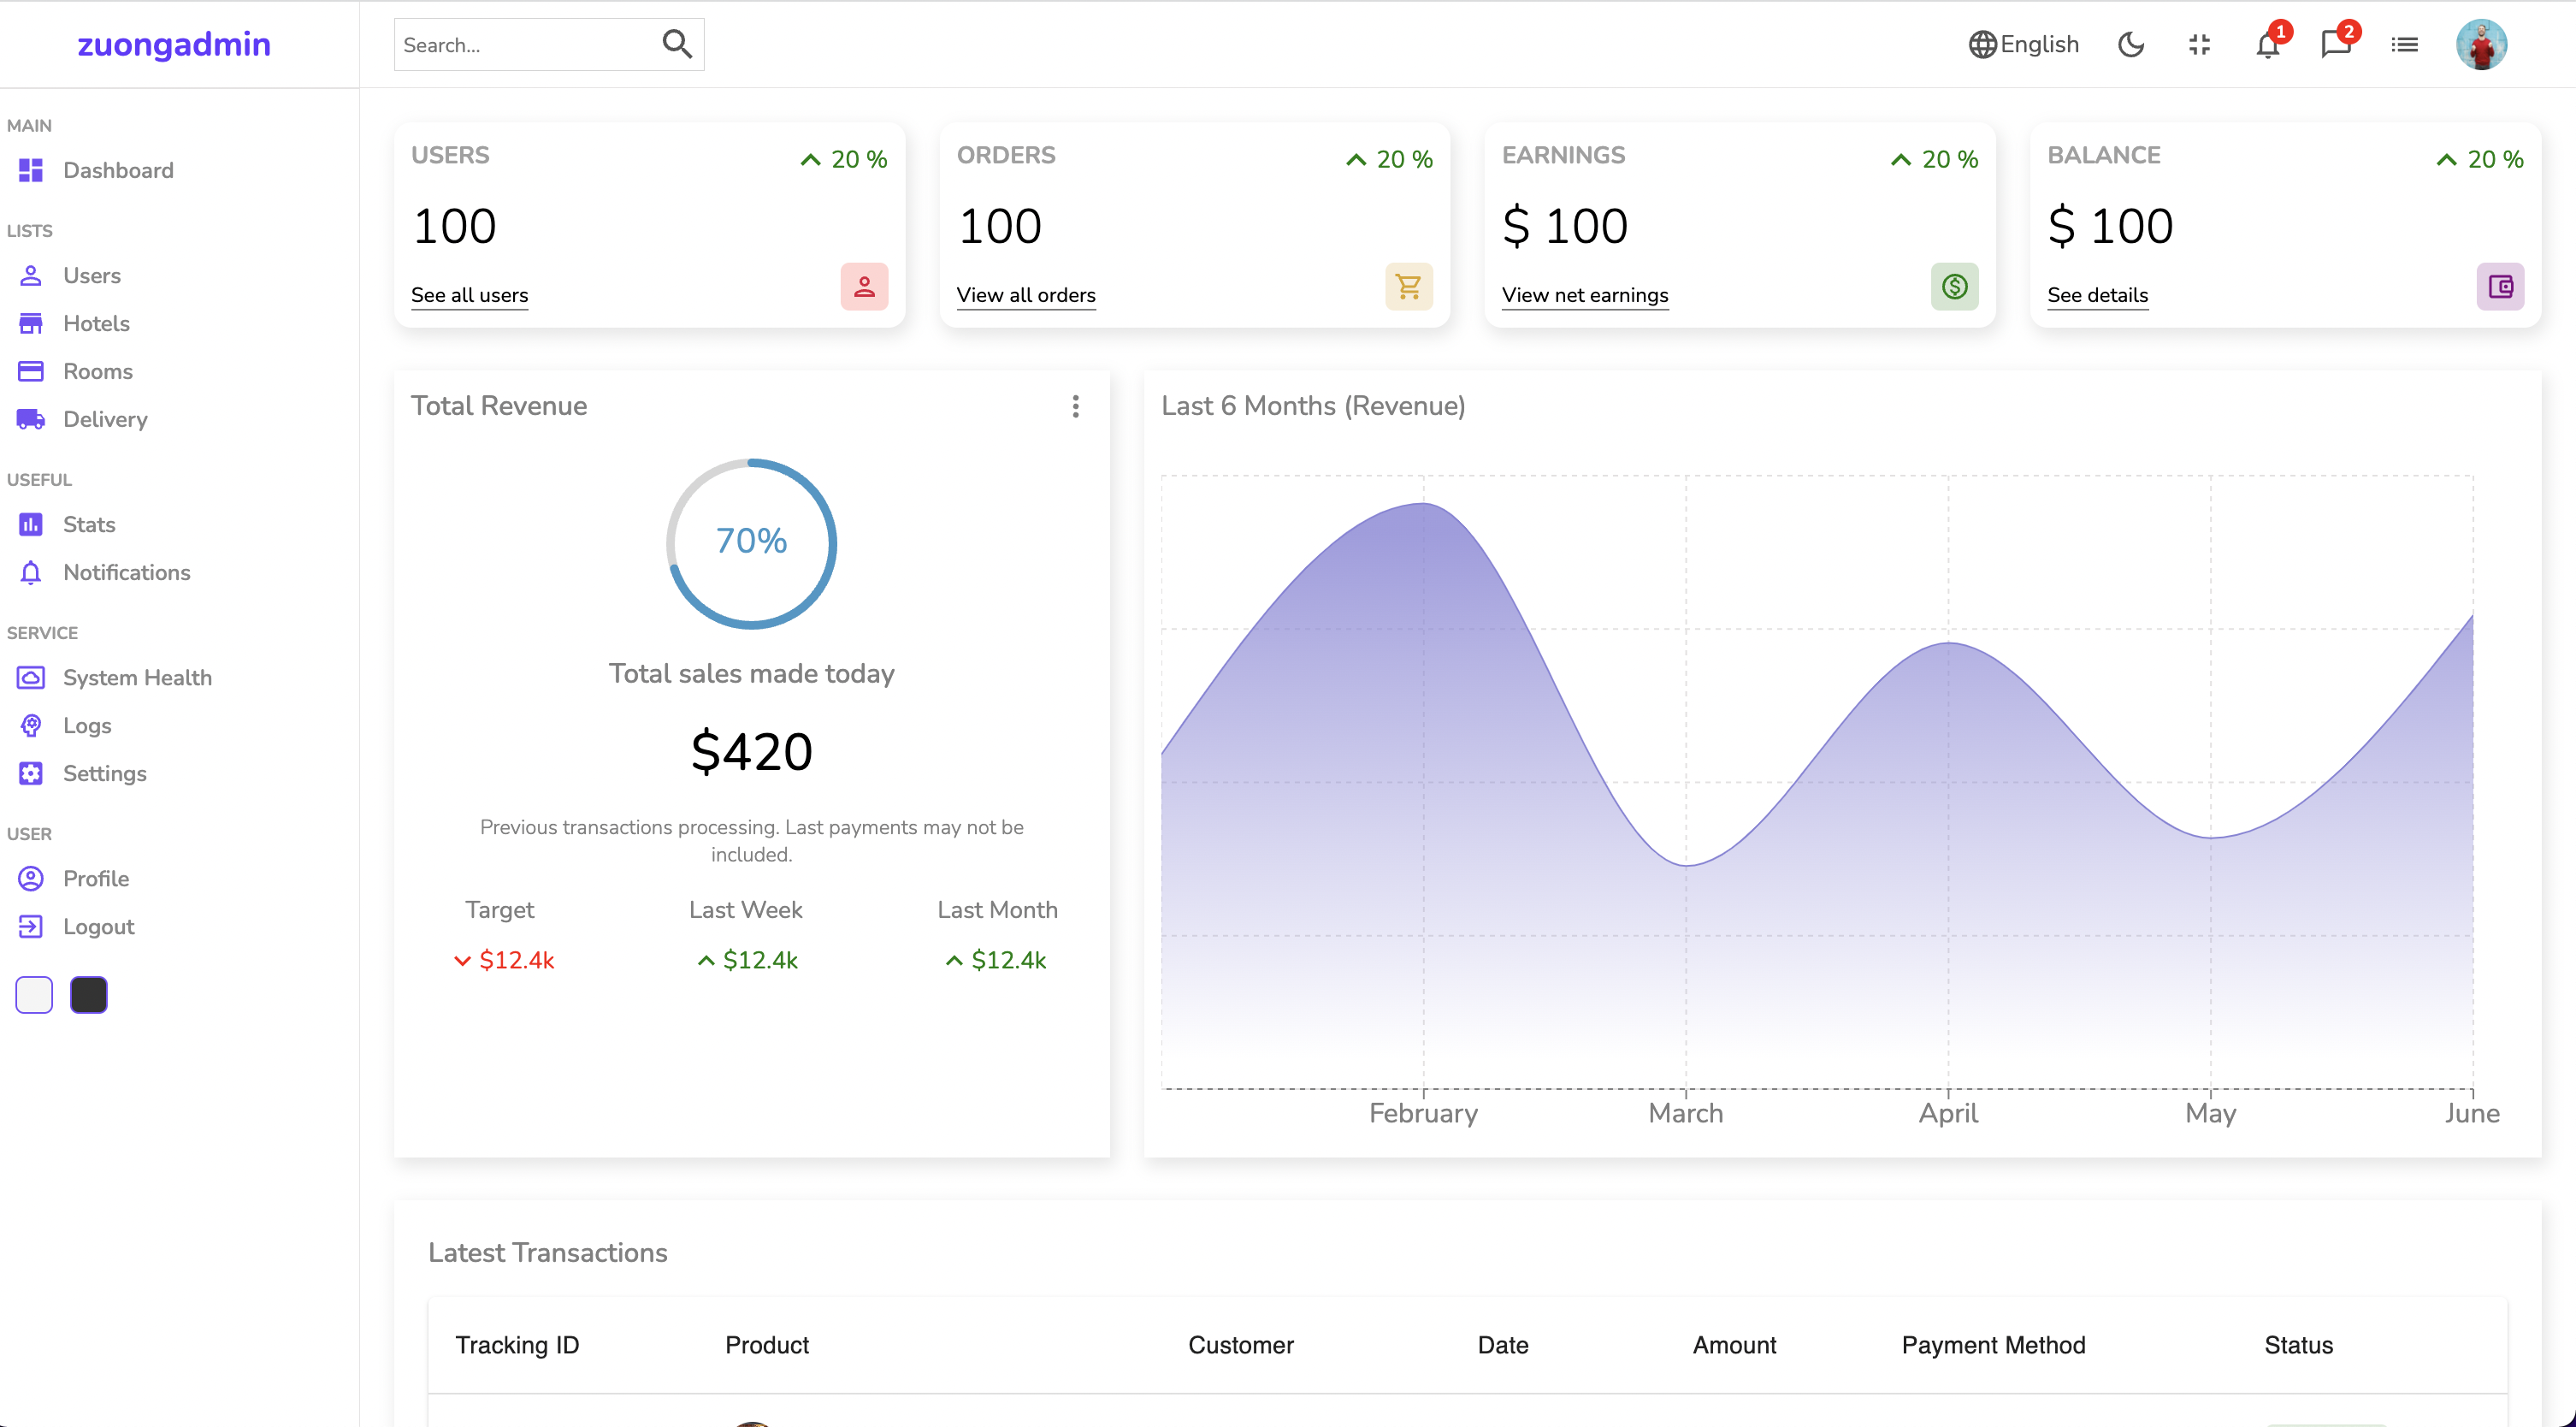 zuongadmin
Search...
English
1
2
MAIN
Dashboard
LISTS
Users
Hotels
Rooms
Delivery
USEFUL
Stats
Notifications
SERVICE
System Health
Logs
Settings
USER
Profile
Logout
USERS
20 %
100
See all users
ORDERS
20 %
100
View all orders
EARNINGS
20 %
$ 100
View net earnings
BALANCE
20 %
$ 100
See details
Total Revenue
70%
Total sales made today
$420
Previous transactions processing. Last payments may not be
included.
Target
Last Week
Last Month
$12.4k
$12.4k
$12.4k
Last 6 Months (Revenue)
February
March
April
May
June
Latest Transactions
Tracking ID
Product
Customer
Date
Amount
Payment Method
Status